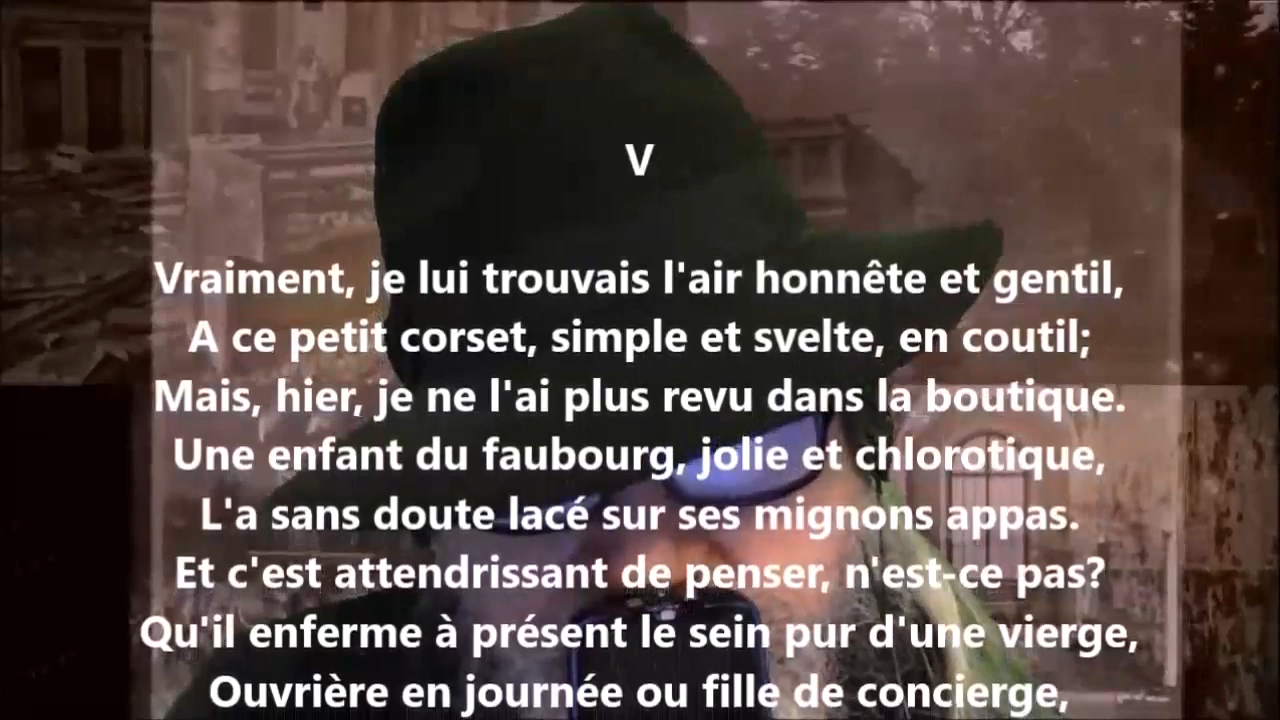 V
Vraiment, je lui trouvais l'air honnête et gentil,
A ce petit corset, simple et svelte, en coutil;
Mais, hier, je ne l'ai plus revu dans la boutique.
Une enfant du faubourg, jolie et chlorotique,
L'a sans doute lacé sur ses mignons appas.
Et c'est attendrissant de penser, n'est-ce pas?
Qu'il enferme à présent le sein pur d'une vierge,
Ouvrière en journée ou fille de concierge,